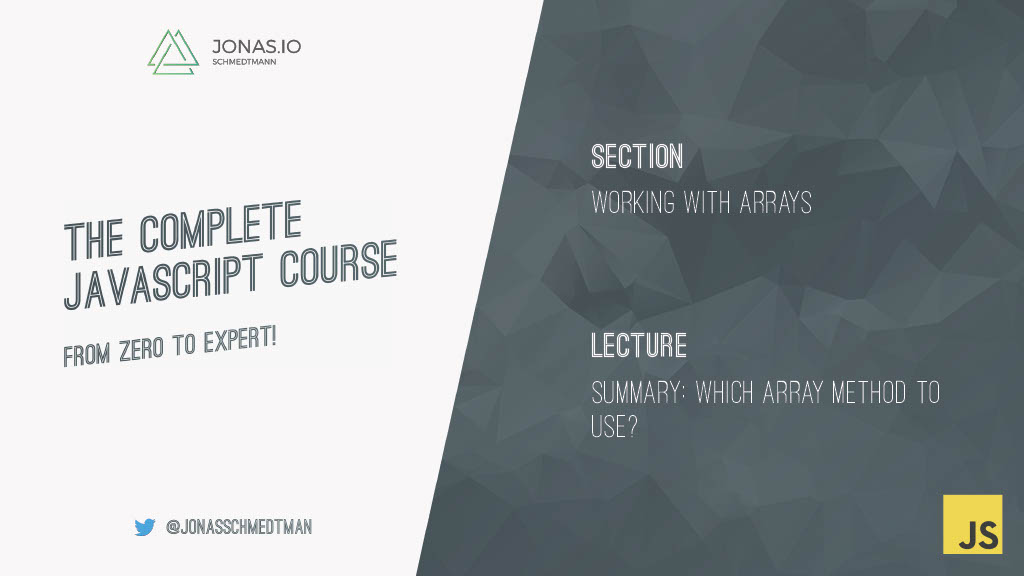 JONAS.IO
SCHMEDTMANN
THE COMPLETE
JAVASCRIPT COURSE
FROM ZERO TO EXPERT!
@JONASSCHMEDTMAN
SECTION
WORKING WITH ARRAYS
LECTURE
SUMMARY: WHICH ARRAY METHOD TO
USE?
JS